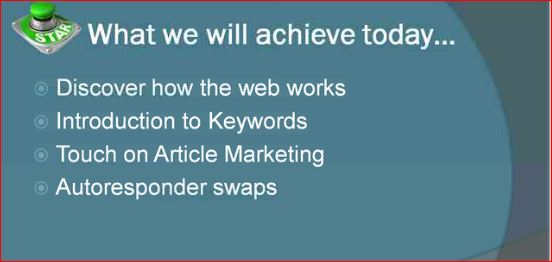 STAR
What we will achieve today...
Discover how the web works
Introduction to Keywords
Touch on Article Marketing
Autoresponder swaps